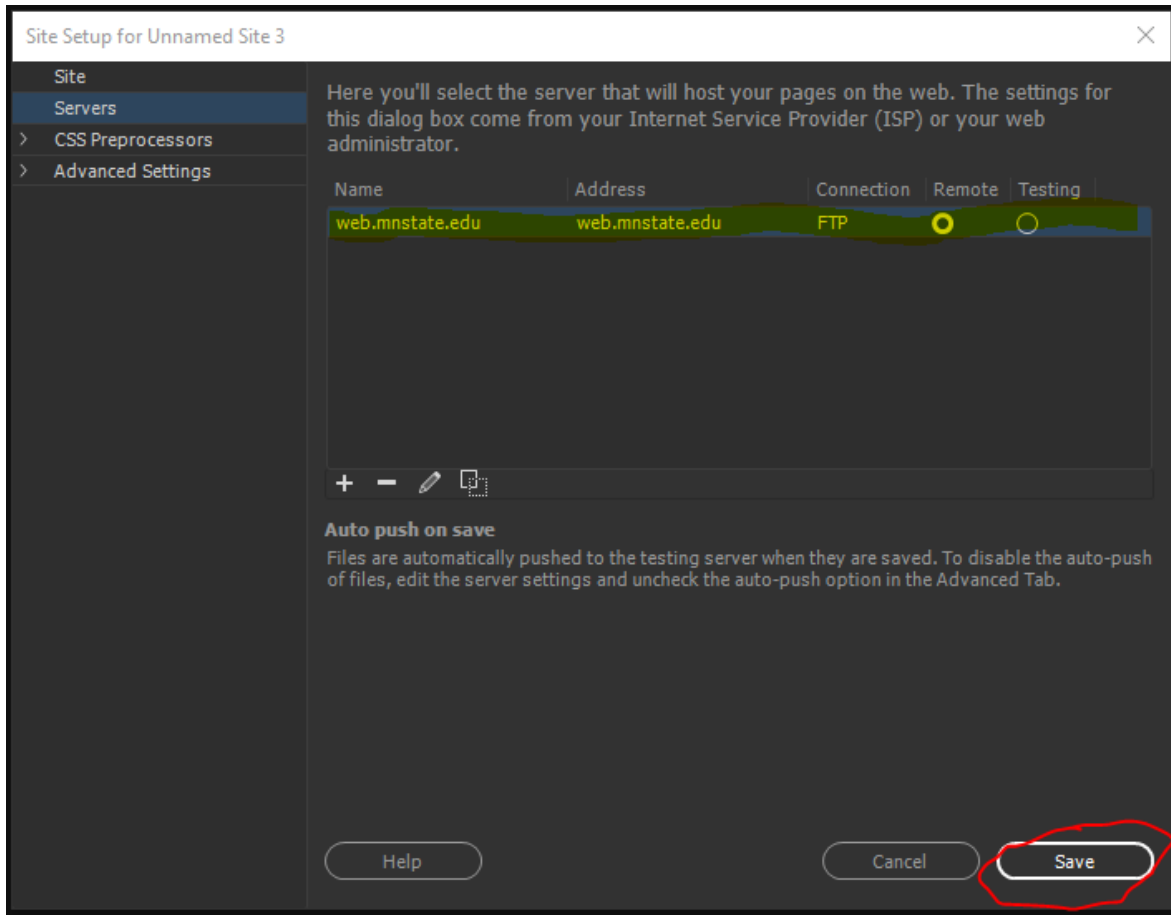 Site Setup for Unnamed Site 3
Site
Servers
CSS Preprocessors
Advanced Settings
Here you'll select the server that will host your pages on the web. The settings for
this dialog box come from your Internet Service Provider (ISP) or your web
administrator.
Name Address Connection Remote Testing
web.mnstate.edu web.mnstate.edu FTP
Auto push on save
Files are automatically pushed to the testing server when they are saved. To disable the auto-push
of files, edit the server settings and uncheck the auto-push option in the Advanced Tab.
Help Cancel Save